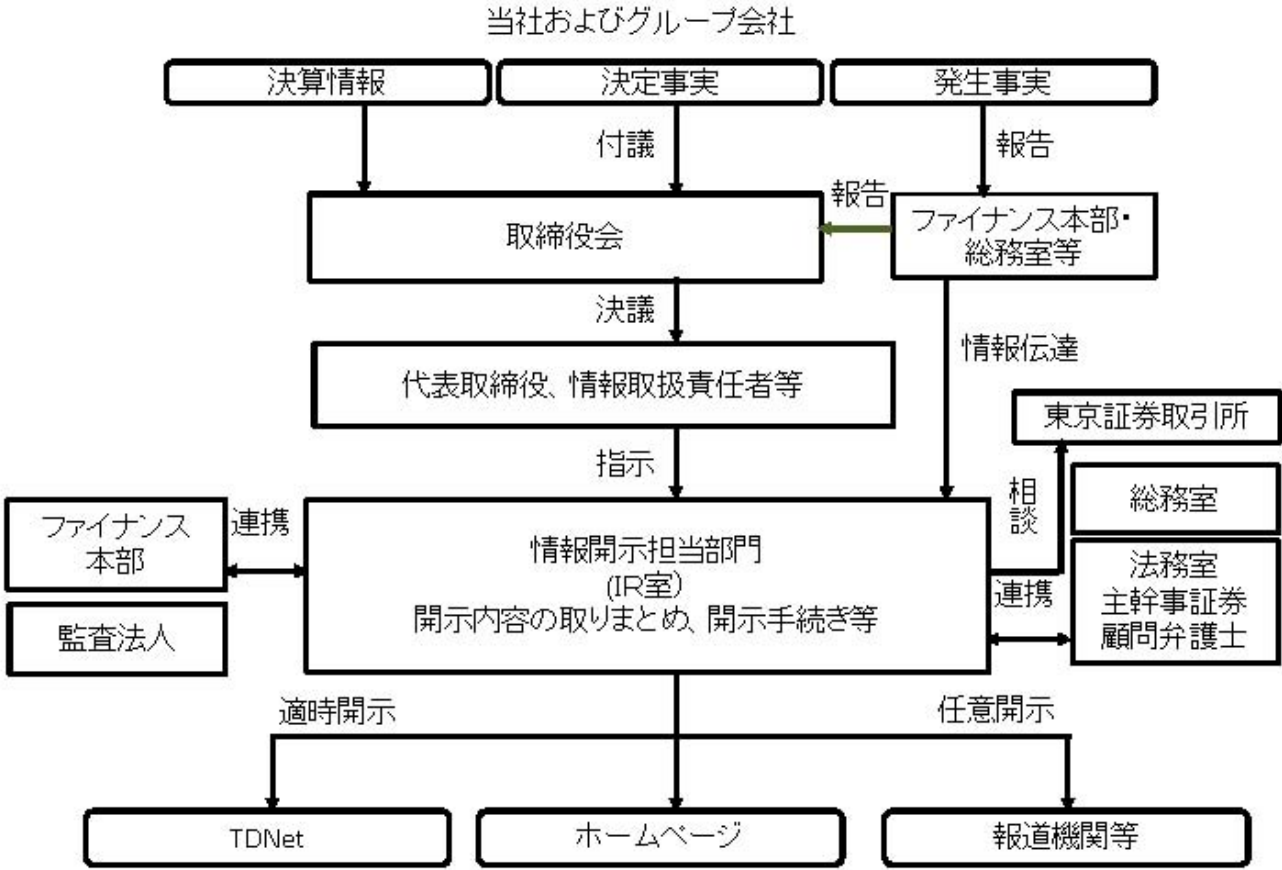 当社およびグループ会社
決算情報
決定事実
発生事実
付議
報告
報告
取締役会
ファイナンス本部・
総務室等
決議
情報伝達
代表取締役、情報取扱責任者等
東京証券取引所
指示
相談
総務室
ファイナンス
本部
連携
情報開示担当部門
(IR室)
開示内容の取りまとめ、開示手続き等
連携
法務室
主幹事証券
顧問弁護士
監査法人
適時開示
任意開示
TDNet
ホームページ
報道機関等